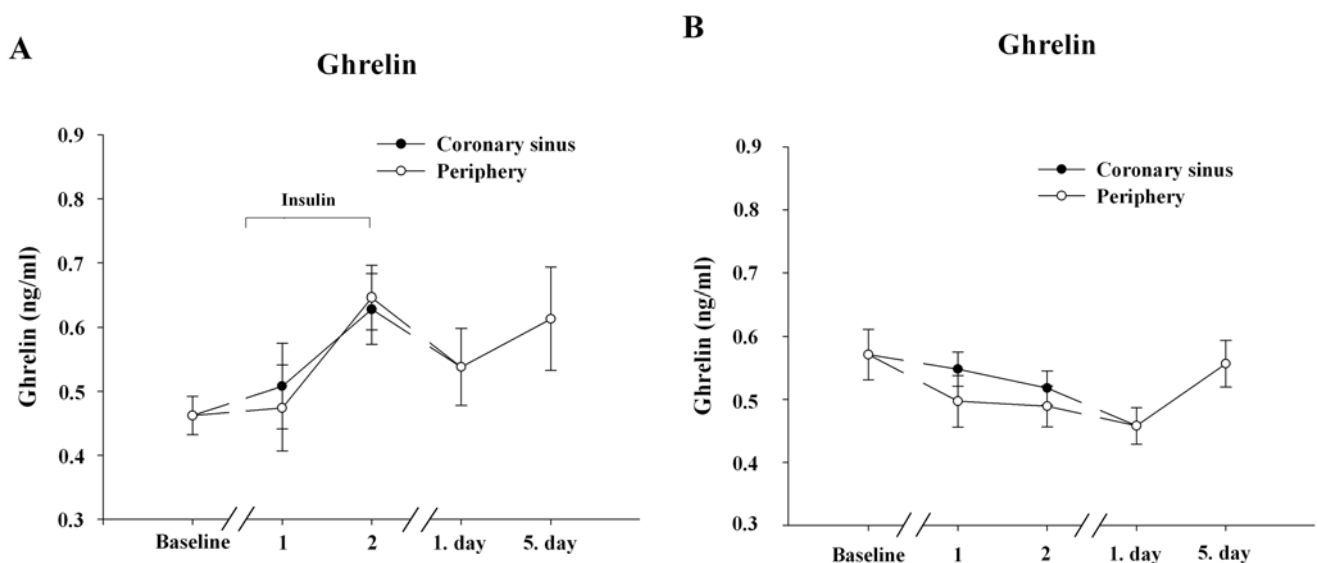 A
Ghrelin
Coronary sinus
Periphery
Insulin
Ghrelin (ng/ml)
0.9
0.8
0.7
0.6
0.5
0.4
0.3
Baseline 1 2 1. day 5. day
B
Ghrelin
Coronary sinus
Periphery
Ghrelin (ng/ml)
0.9
0.8
0.7
0.6
0.5
0.4
0.3
Baseline 1 2 1. day 5. day